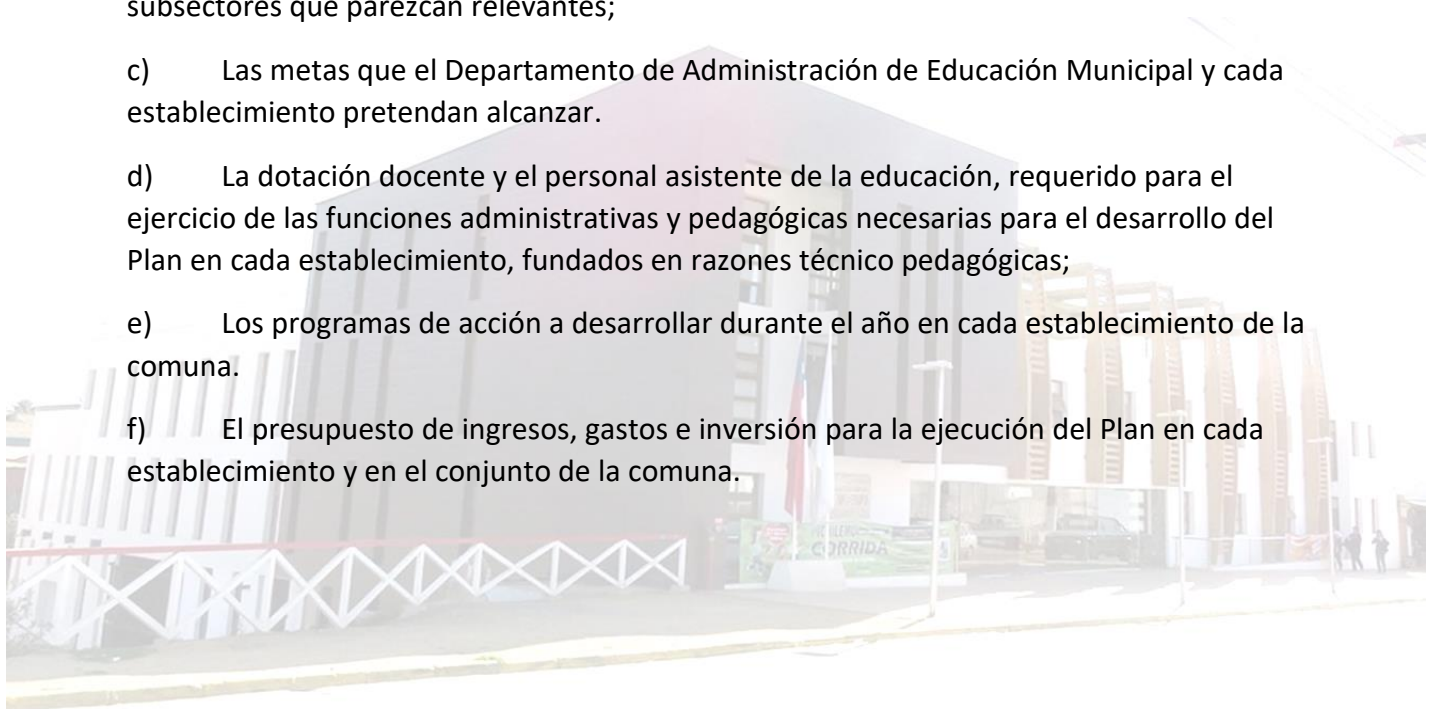 subsectores que parezcan relevantes;
c) Las metas que el Departamento de Administración de Educación Municipal y cada
establecimiento pretendan alcanzar.
d) La dotación docente y el personal asistente de la educación, requerido para el
ejercicio de las funciones administrativas y pedagógicas necesarias para el desarrollo del
Plan en cada establecimiento, fundados en razones técnico pedagógicas;
e) Los programas de acción a desarrollar durante el año en cada establecimiento de la
comuna.
f) El presupuesto de ingresos, gastos e inversión para la ejecución del Plan en cada
establecimiento y en el conjunto de la comuna.
CORRIDA